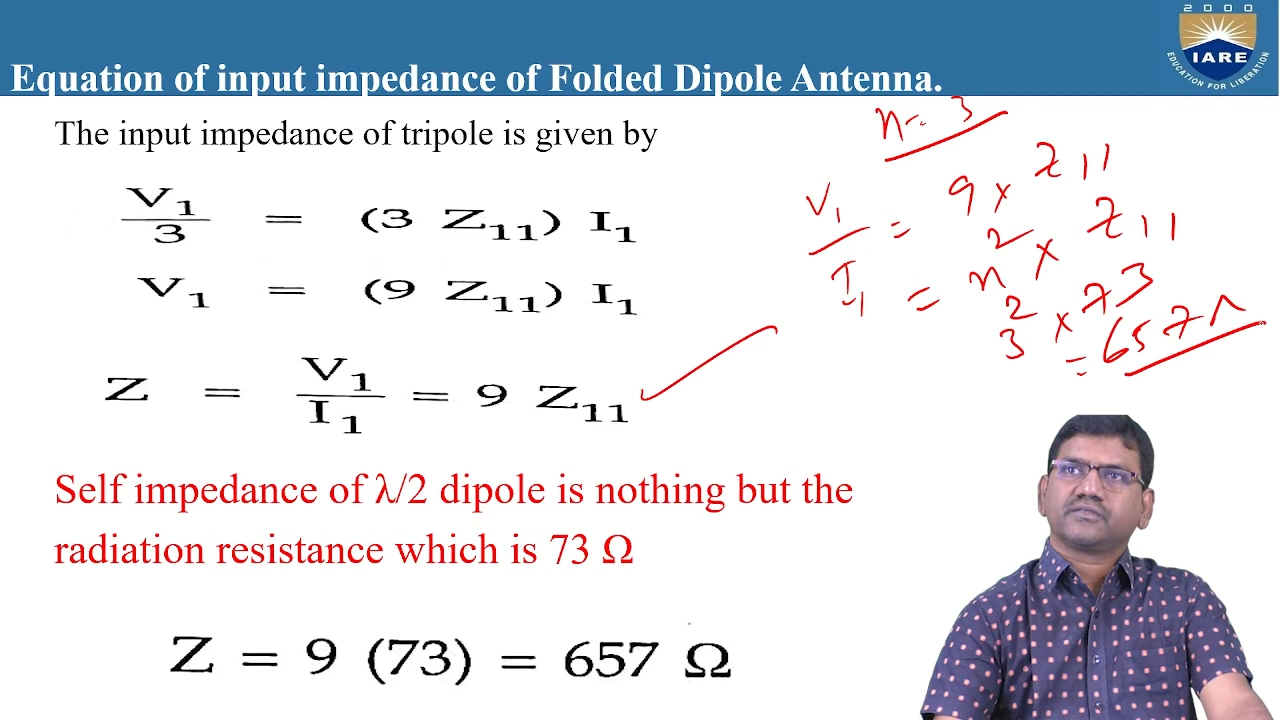 2000
IARE
EDUCATION FOR LIBERATION
Equation of input impedance of Folded Dipole Antenna.
The input impedance of tripole is given by
V₁/3 = (3 Z₁₁) I₁
V₁ = (9 Z₁₁) I₁
Z = V₁/I₁ = 9 Z₁₁
Self impedance of λ/2 dipole is nothing but the
radiation resistance which is 73 Ω
Z = 9 (73) = 657 Ω
n = 3
V₁/I₁ = 9 × Z11
= n² × Z11
3² × 73
= 657 Ω